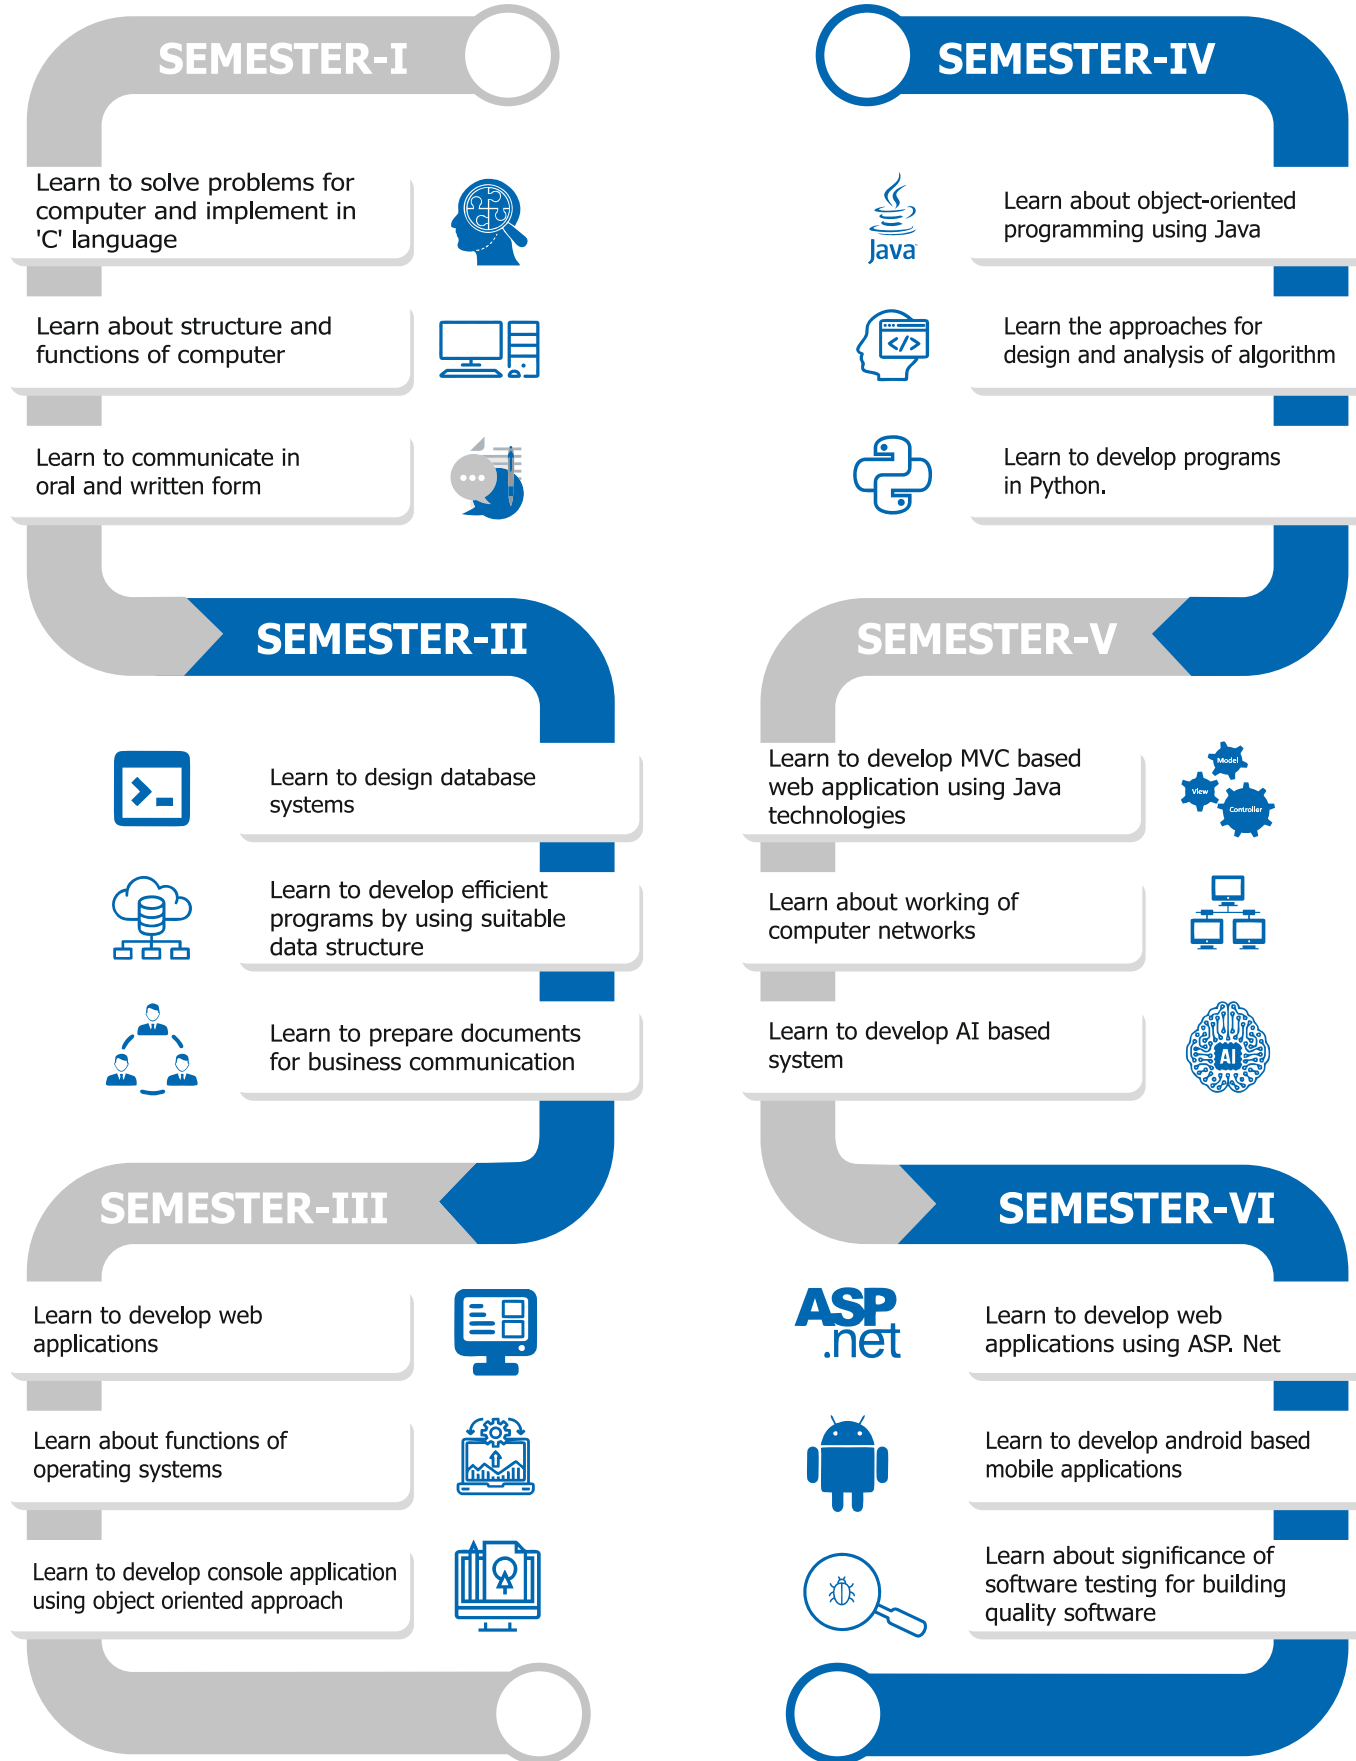 SEMESTER-I
Learn to solve problems for
computer and implement in
'C' language
Learn about structure and
functions of computer
Learn to communicate in
oral and written form
SEMESTER-II
Learn to design database
systems
Learn to develop efficient
programs by using suitable
data structure
Learn to prepare documents
for business communication
SEMESTER-III
Learn to develop web
applications
Learn about functions of
operating systems
Learn to develop console application
using object oriented approach
SEMESTER-IV
Java
Learn about object-oriented
programming using Java
</>
Learn the approaches for
design and analysis of algorithm
Learn to develop programs
in Python.
SEMESTER-V
Learn to develop MVC based
web application using Java
technologies
Model
View
Controller
Learn about working of
computer networks
Learn to develop AI based
system
AI
SEMESTER-VI
ASP
.net
Learn to develop web
applications using ASP. Net
Learn to develop android based
mobile applications
Learn about significance of
software testing for building
quality software